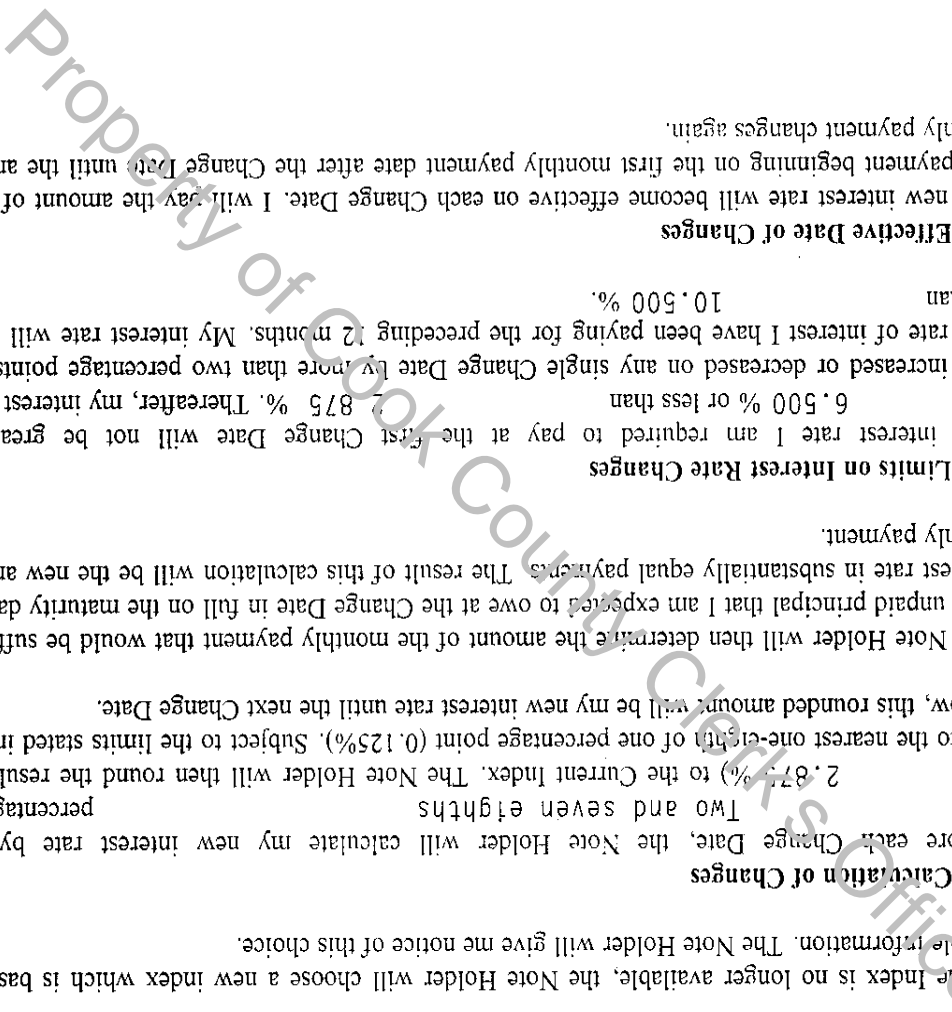 e Index is no longer available, the Note Holder will choose a new index which is bas
le information. The Note Holder will give me notice of this choice.
Calculation of Changes
ore each Change Date, the Note Holder will calculate my new interest rate by
Two and seven eighths percentag
2.875 %) to the Current Index. The Note Holder will then round the resul
to the nearest one-eighth of one percentage point (0.125%). Subject to the limits stated in
ow, this rounded amount will be my new interest rate until the next Change Date.
Note Holder will then determine the amount of the monthly payment that would be suff
unpaid principal that I am expected to owe at the Change Date in full on the maturity da
est rate in substantially equal payments. The result of this calculation will be the new am
hly payment.
Limits on Interest Rate Changes
interest rate I am required to pay at the first Change Date will not be grea
6.500 % or less than 2.875 %. Thereafter, my interest
increased or decreased on any single Change Date by more than two percentage points
rate of interest I have been paying for the preceding 12 months. My interest rate will
an 10.500 %.
Effective Date of Changes
new interest rate will become effective on each Change Date. I will pay the amount of
payment beginning on the first monthly payment date after the Change Date until the am
hly payment changes again.
Property of Cook County Clerk's Office